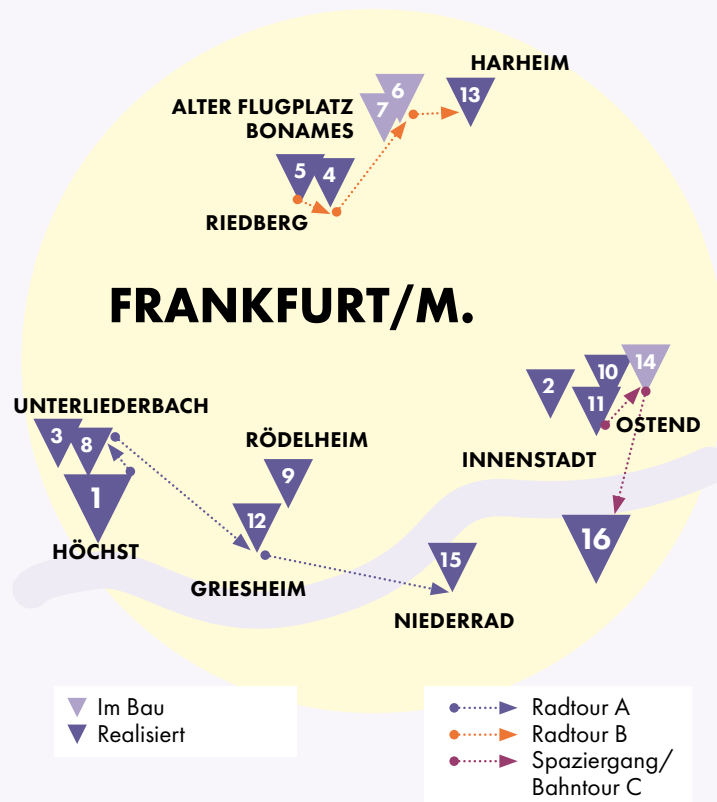 HARHEIM
6
13
7
ALTER FLUGPLATZ
BONAMES
5
4
RIEDBERG
FRANKFURT/M.
14
10
2
11
UNTERLIEDERBACH
OSTEND
3
8
RÖDELHEIM
INNENSTADT
9
1
12
16
HÖCHST
15
GRIESHEIM
NIEDERRAD
Im Bau
Realisiert
Radtour A
Radtour B
Spaziergang/
Bahntour C